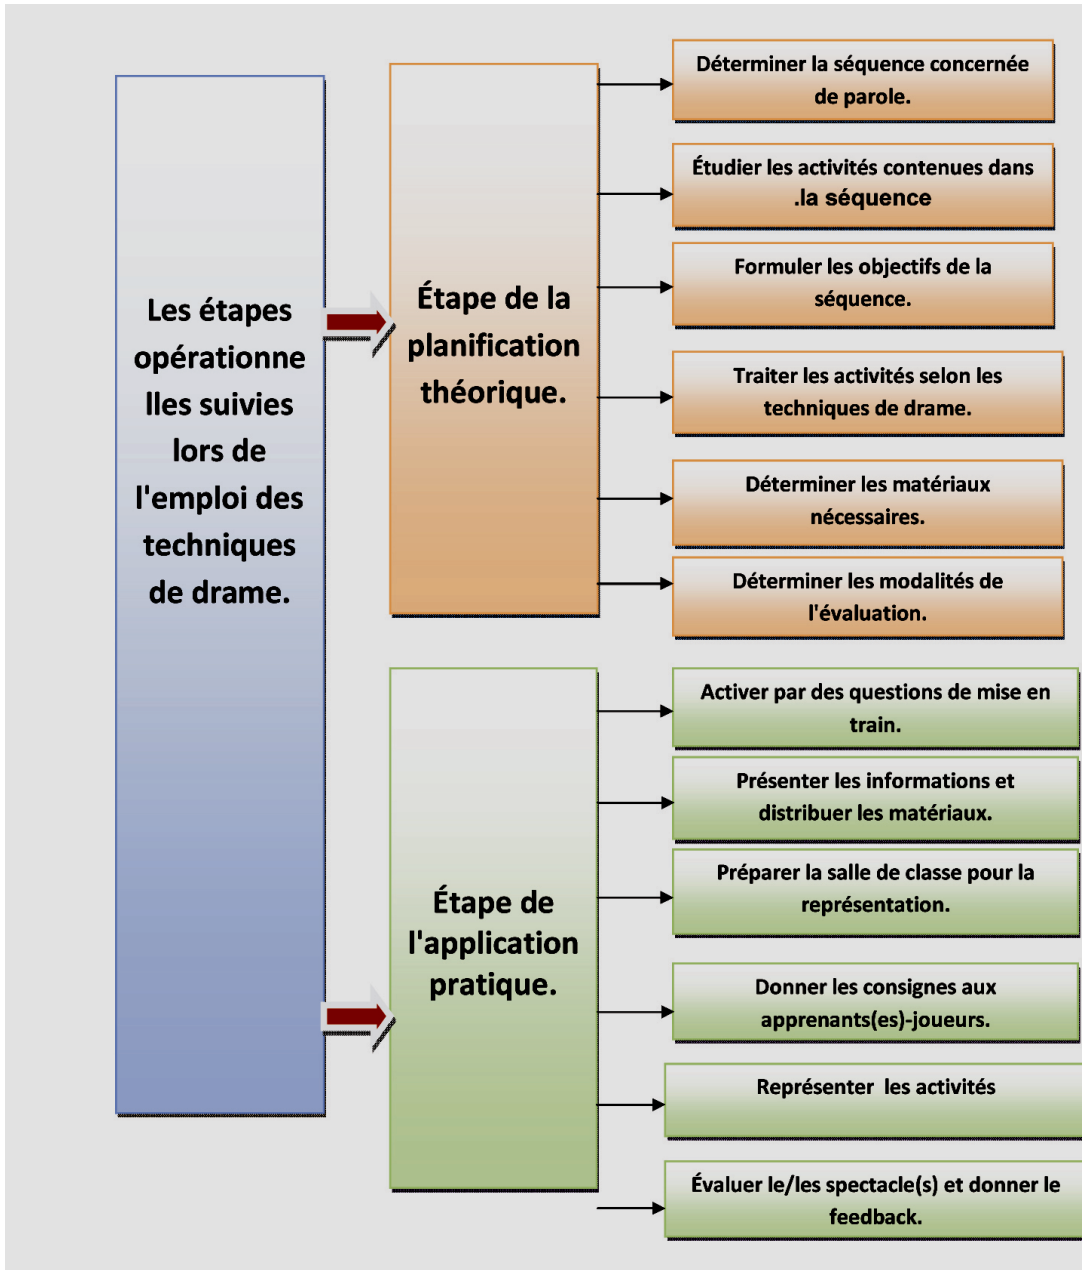 Les étapes
opérationne
lles suivies
lors de
l'emploi des
techniques
de drame.
Étape de la
planification
théorique.
Déterminer la séquence concernée
de parole.
Étudier les activités contenues dans
.la séquence
Formuler les objectifs de la
séquence.
Traiter les activités selon les
techniques de drame.
Déterminer les matériaux
nécessaires.
Déterminer les modalités de
l'évaluation.
Étape de
l'application
pratique.
Activer par des questions de mise en
train.
Présenter les informations et
distribuer les matériaux.
Préparer la salle de classe pour la
représentation.
Donner les consignes aux
apprenants(es)-joueurs.
Représenter les activités
Évaluer le/les spectacle(s) et donner le
feedback.